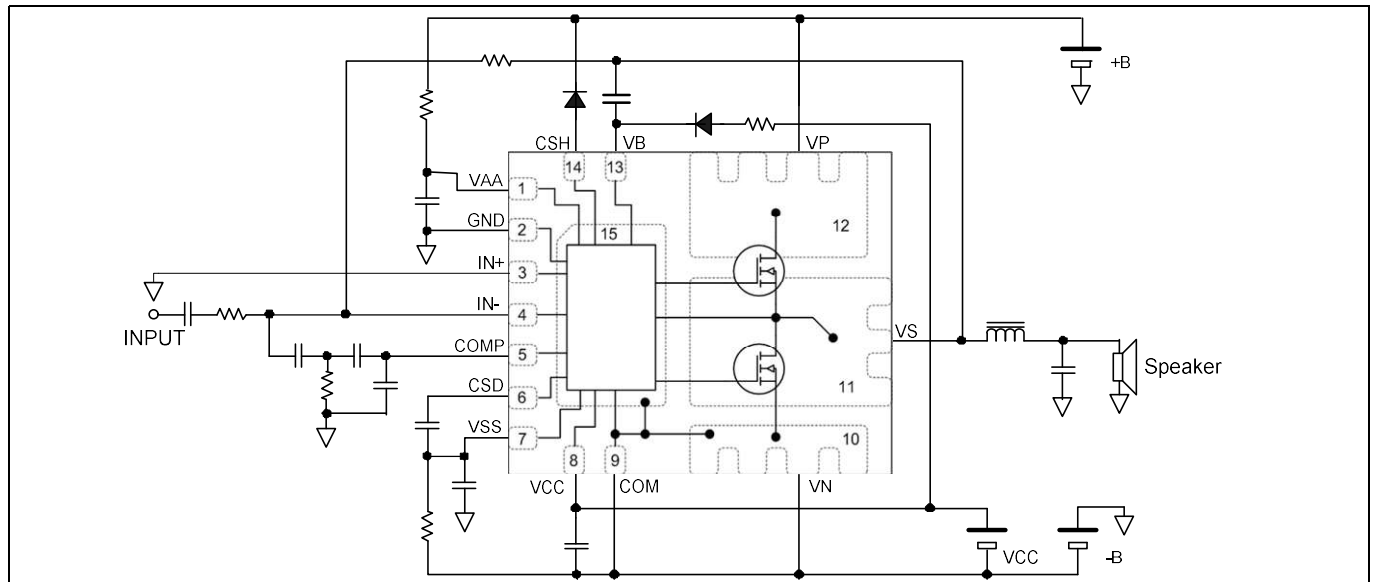 +B
CSH
VB
VP
14
13
VAA
1
GND
2
15
12
IN+
3
IN-
4
INPUT
VS
COMP
5
Speaker
CSD
6
11
VSS
7
10
8
9
VCC
COM
VN
VCC
-B